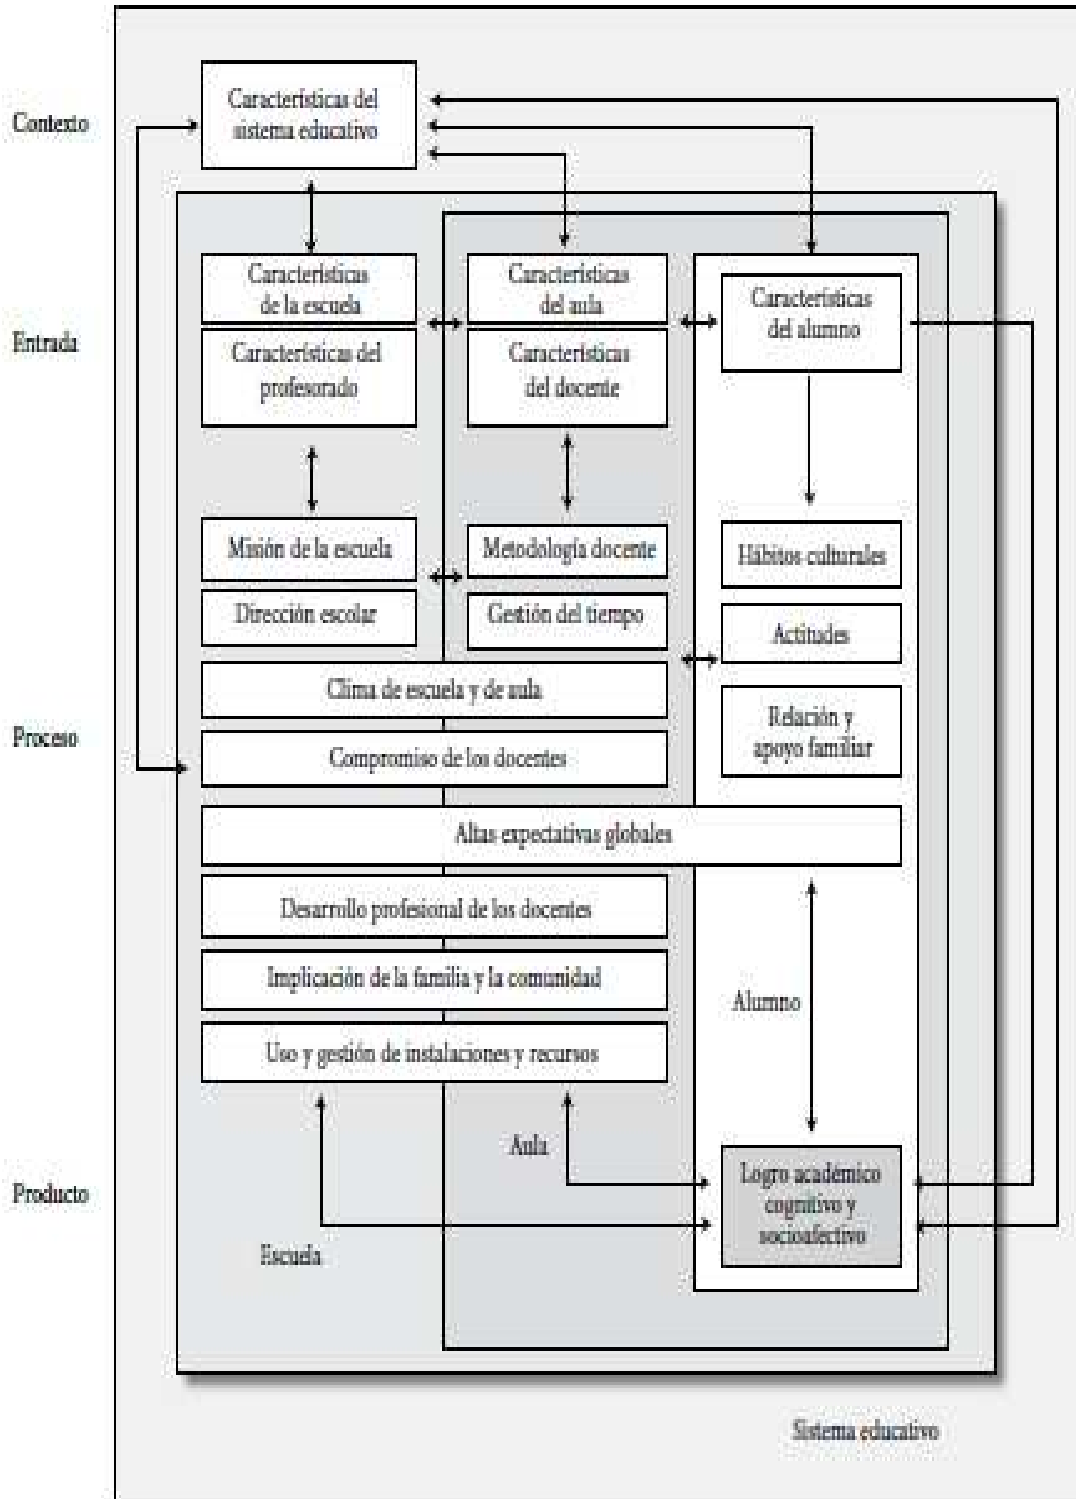 Contexto
Características del
sistema educativo
Entrada
Características
de la escuela
Características del
profesorado
Características
del aula
Características
del docente
Características
del alumno
Proceso
Misión de la escuela
Dirección escolar
Metodología docente
Gestión del tiempo
Hábitos culturales
Actitudes
Relación y
apoyo familiar
Clima de escuela y de aula
Compromiso de los docentes
Altas expectativas globales
Desarrollo profesional de los docentes
Implicación de la familia y la comunidad
Uso y gestión de instalaciones y recursos
Alumno
Aula
Escuela
Producto
Logro académico
cognitivo y
socioafectivo
Sistema educativo